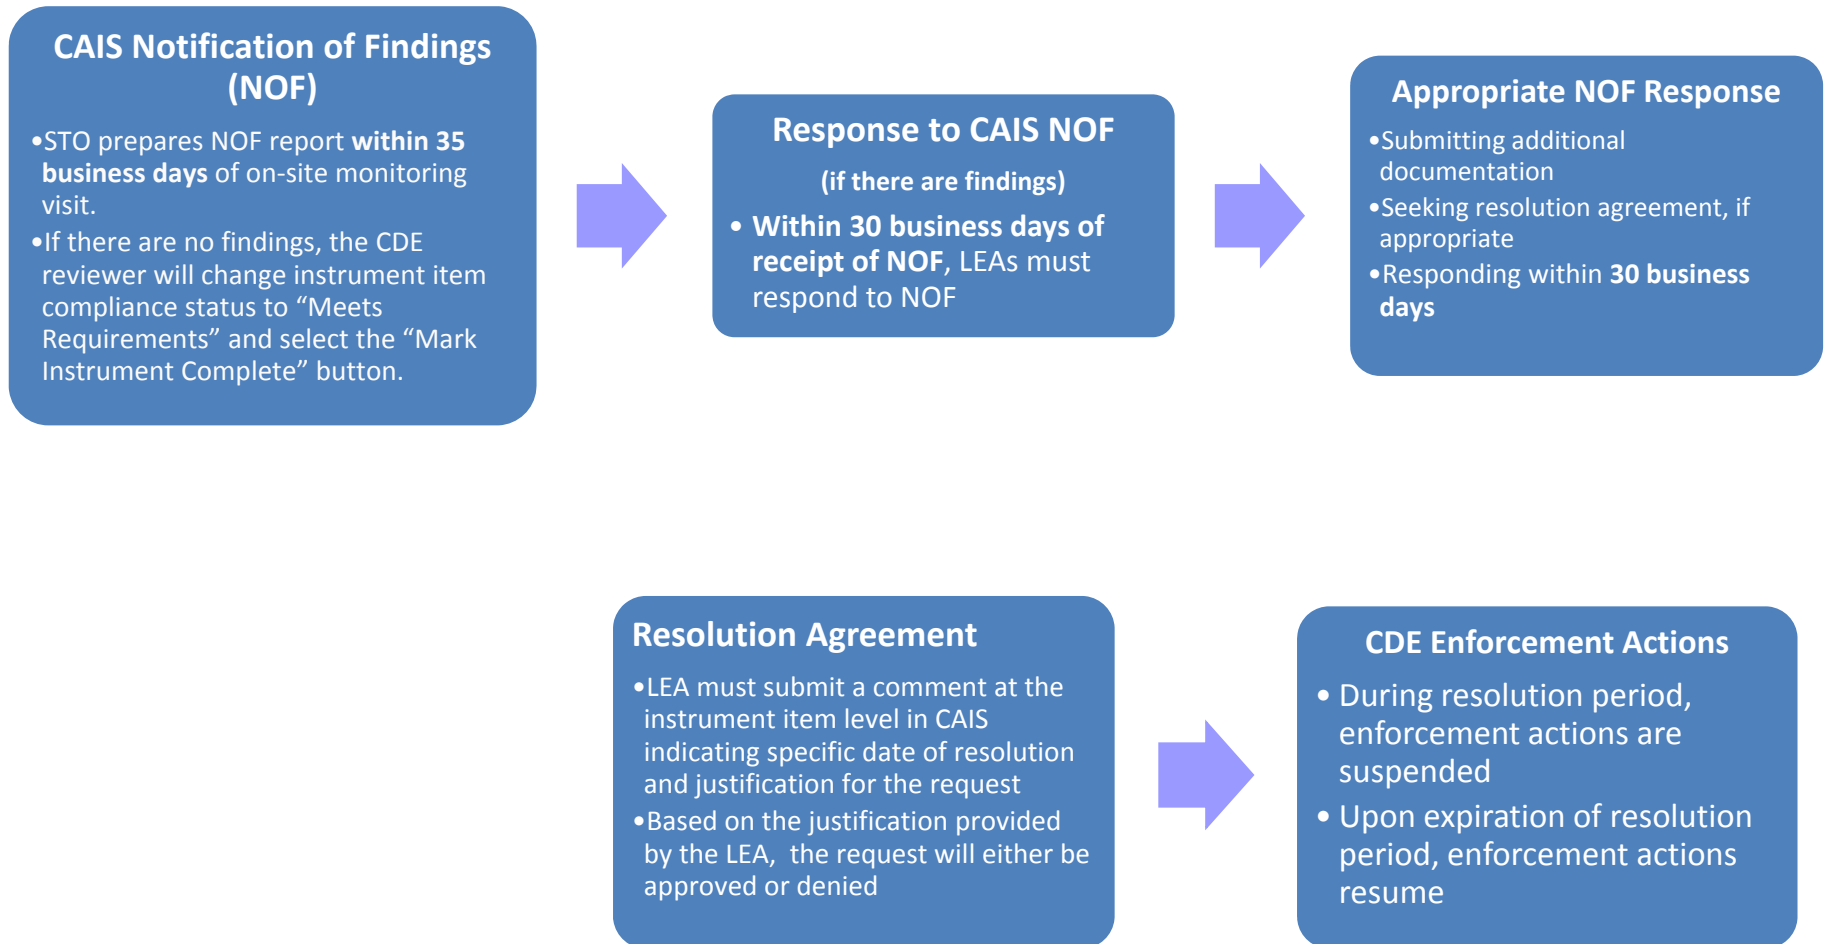 CAIS Notification of Findings
(NOF)
•STO prepares NOF report within 35
business days of on-site monitoring
visit.
•If there are no findings, the CDE
reviewer will change instrument item
compliance status to “Meets
Requirements” and select the “Mark
Instrument Complete” button.
Response to CAIS NOF
(if there are findings)
• Within 30 business days of
receipt of NOF, LEAs must
respond to NOF
Appropriate NOF Response
•Submitting additional
documentation
•Seeking resolution agreement, if
appropriate
•Responding within 30 business
days
Resolution Agreement
•LEA must submit a comment at the
instrument item level in CAIS
indicating specific date of resolution
and justification for the request
•Based on the justification provided
by the LEA, the request will either be
approved or denied
CDE Enforcement Actions
• During resolution period,
enforcement actions are
suspended
• Upon expiration of resolution
period, enforcement actions
resume